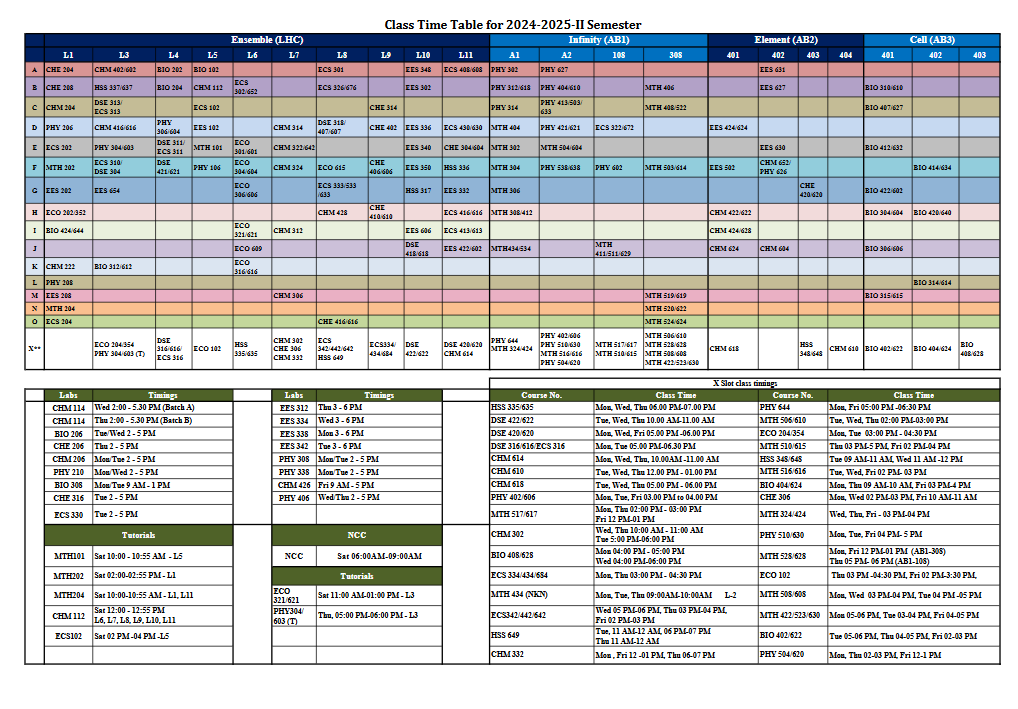 Class Time Table for 2024-2025-II Semester
Ensemble (LHC) Infinity (AB1) Element (AB2) Cell (AB3)
L1 L3 L4 L5 L6 L7 L8 L9 L10 L11 A1 A2 108 308 401 402 403 404 401 402 403
A CHE 204 CHM 402/602 BIO 202 BIO 102 ECS 301 EES 348 ECS 408/608 PHY 302 PHY 627 EES 631
B CHE 208 HSS 337/637 BIO 204 CHM 112 ECS 302/652 ECS 326/676 EES 302 PHY 312/618 PHY 404/610 MTH 406 EES 627 BIO 310/610
C CHM 204 DSE 313/ ECS 313 ECS 102 CHE 314 PHY 314 PHY 413/503/ 633 MTH 408/522 BIO 407/627
D PHY 206 CHM 416/616 PHY 306/604 EES 102 CHM 314 DSE 318/ 407/607 CHE 402 EES 336 ECS 430/630 MTH 404 PHY 421/621 ECS 322/672 EES 424/624
E ECS 202 PHY 304/603 DSE 311/ ECS 311 MTH 101 ECO 301/601 CHM 322/642 EES 340 CHE 304/604 MTH 302 MTH 504/604 EES 630 BIO 412/632
F MTH 202 ECS 310/ DSE 304 DSE 421/621 PHY 106 ECO 304/604 CHM 324 ECO 615 CHE 406/606 EES 350 HSS 336 MTH 304 PHY 538/638 PHY 602 MTH 503/614 EES 502 CHM 652/ PHY 626 BIO 414/634
G EES 202 EES 654 ECO 306/606 ECS 333/533 /633 HSS 317 EES 332 MTH 306 CHE 420/620 BIO 422/602
H ECO 202/352 CHM 428 CHE 410/610 ECS 416/616 MTH 308/412 CHM 422/622 BIO 304/604 BIO 420/640
I BIO 424/644 ECO 321/621 CHM 312 EES 606 ECS 413/613 CHM 424/628
J ECO 609 DSE 418/618 EES 422/602 MTH434/534 MTH 411/511/629 CHM 624 CHM 604 BIO 306/606
K CHM 222 BIO 312/612 ECO 316/616
L PHY 208 BIO 314/614
M EES 208 CHM 306 MTH 519/619 BIO 315/615
N MTH 204 MTH 520/622
O ECS 204 CHE 416/616 MTH 524/624
X** ECO 204/354 PHY 304/603 (T) DSE 316/616/ ECS 316 ECO 102 HSS 335/635 CHM 302 CHE 306 CHM 332 ECS 342/442/642 HSS 649 ECS334/ 434/684 DSE 422/622 DSE 420/620 CHM 614 PHY 644 MTH 324/424 PHY 402/606 PHY 510/630 MTH 516/616 PHY 504/620 MTH 517/617 MTH 510/615 MTH 506/610 MTH 528/628 MTH 508/608 MTH 422/523/630 CHM 618 HSS 348/648 CHM 610 BIO 402/622 BIO 404/624 BIO 408/628
X Slot class timings
Labs Timings Labs Timings Course No. Class Time Course No. Class Time
CHM 114 Wed 2:00 - 5.30 PM (Batch A) EES 312 Thu 3 - 6 PM HSS 335/635 Mon, Wed, Thu 06.00 PM-07.00 PM PHY 644 Mon, Fri 05:00 PM -06:30 PM
CHM 114 Thu 2:00 - 5.30 PM (Batch B) EES 334 Wed 3 - 6 PM DSE 422/622 Tue, Wed, Thu 10.00 AM-11.00 AM MTH 506/610 Tue, Wed, Thu 02:00 PM-03:00 PM
BIO 206 Tue/Wed 2 - 5 PM EES 338 Mon 3 - 6 PM DSE 420/620 Mon, Wed, Fri 05.00 PM -06.00 PM ECO 204/354 Mon, Tue 03:00 PM - 04:30 PM
CHE 206 Thu 2 - 5 PM EES 342 Tue 3 - 6 PM DSE 316/616/ECS 316 Mon, Tue 05.00 PM-06.30 PM MTH 510/615 Thu 03 PM-5 PM, Fri 02 PM-04 PM
CHM 206 Mon/Tue 2 - 5 PM PHY 308 Mon/Tue 2 - 5 PM CHM 614 Mon, Wed, Thu, 10.00AM -11.00 AM HSS 348/648 Tue 09 AM-11 AM, Wed 11 AM -12 PM
PHY 210 Mon/Wed 2 - 5 PM PHY 338 Mon/Tue 2 - 5 PM CHM 610 Tue, Wed, Thu 12.00 PM - 01.00 PM MTH 516/616 Tue, Wed, Fri 02 PM-03 PM
BIO 308 Mon/Tue 9 AM - 1 PM CHM 426 Fri 9 AM - 5 PM CHM 618 Tue, Wed, Thu 05.00 PM - 06.00 PM BIO 404/624 Mon, Thu 09 AM-10 AM, Fri 03 PM-4 PM
CHE 316 Tue 2 - 5 PM PHY 406 Wed/Thu 2 - 5 PM PHY 402/606 Mon, Tue, Fri 03.00 PM to 04.00 PM CHE 306 Mon, Wed 02 PM-03 PM, Fri 10 AM-11 AM
ECS 330 Tue 2 - 5 PM MTH 517/617 Mon, Thu 02:00 PM - 03:00 PM Fri 12 PM-01 PM MTH 324/424 Wed, Thu, Fri - 03 PM-04 PM
Tutorials NCC CHM 302 Wed, Thu 10:00 AM - 11:00 AM Tue 5:00 PM-06:00 PM PHY 510/630 Mon, Tue, Fri 04 PM- 5 PM
MTH101 Sat 10:00 - 10:55 AM - L5 NCC Sat 06:00AM-09:00AM BIO 408/628 Mon 04:00 PM - 05:00 PM Wed 04:00 PM-06:00 PM MTH 528/628 Mon, Fri 12 PM-01 PM (AB1-308) Thu 05 PM- 06 PM (AB1-108)
MTH202 Sat 02:00-02:55 PM - L1 Tutorials ECS 334/434/684 Mon, Thu 03:00 PM - 04:30 PM ECO 102 Thu 03 PM -04:30 PM, Fri 02 PM-3:30 PM,
MTH204 Sat 10:00-10:55 AM - L1, L11 ECO 321/621 Sat 11:00 AM-01:00 PM - L3 MTH 434 (NKN) Mon, Tue, Thu 09:00AM-10:00AM L-2 MTH 508/608 Mon, Wed 03 PM-04 PM, Tue 04 PM -05 PM
CHM 112 Sat 12:00 - 12:55 PM L6, L7, L8, L9, L10, L11 PHY304/ 603 (T) Thu, 05:00 PM-06:00 PM - L3 ECS342/442/642 Wed 05 PM-06 PM, Thu 03 PM-04 PM, Fri 02 PM-03 PM MTH 422/523/630 Mon 05-06 PM, Tue 03-04 PM, Fri 04-05 PM
ECS102 Sat 02 PM -04 PM -L5 HSS 649 Tue, 11 AM-12 AM, 06 PM-07 PM Thu 11 AM-12 AM BIO 402/622 Tue 05-06 PM, Thu 04-05 PM, Fri 02-03 PM
CHM 332 Mon , Fri 12 -01 PM, Thu 06-07 PM PHY 504/620 Mon, Thu 02-03 PM, Fri 12-1 PM